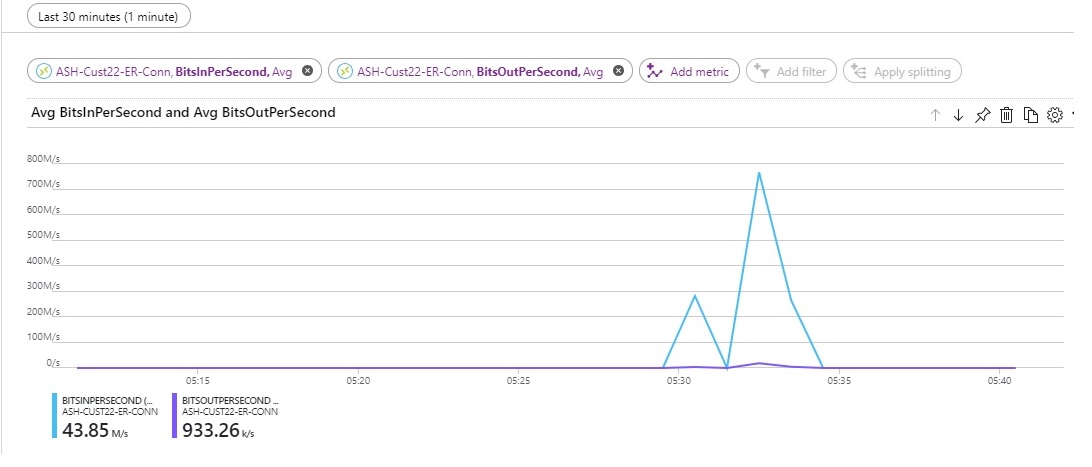 Last 30 minutes (1 minute)
ASH-Cust22-ER-Conn, BitsInPerSecond, Avg
ASH-Cust22-ER-Conn, BitsOutPerSecond, Avg
Add metric
Add filter
Apply splitting
Avg BitsInPerSecond and Avg BitsOutPerSecond
800M/s
700M/s
600M/s
500M/s
400M/s
300M/s
200M/s
100M/s
0/s
05:15 05:20 05:25 05:30 05:35 05:40
BITSINPERSECOND (...
ASH-CUST22-ER-CONN
43.85 M/s
BITSOUTPERSECOND ...
ASH-CUST22-ER-CONN
933.26 k/s